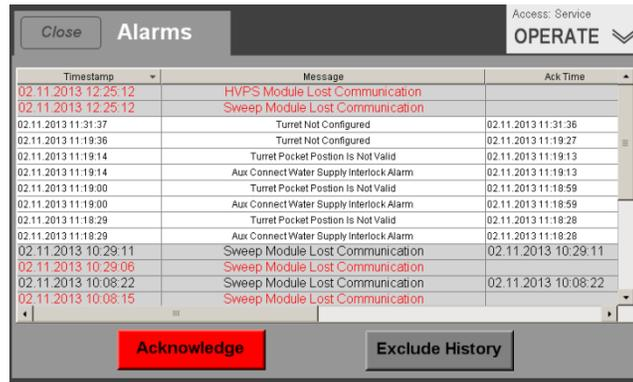 Close
Alarms
Access: Service
OPERATE
Timestamp Message Ack Time
02.11.2013 12:25:12 HVPS Module Lost Communication
02.11.2013 12:25:12 Sweep Module Lost Communication
02.11.2013 11:31:37 Turret Not Configured 02.11.2013 11:31:36
02.11.2013 11:19:36 Turret Not Configured 02.11.2013 11:19:27
02.11.2013 11:19:14 Turret Pocket Postion Is Not Valid 02.11.2013 11:19:13
02.11.2013 11:19:14 Aux Connect Water Supply Interlock Alarm 02.11.2013 11:19:13
02.11.2013 11:19:00 Turret Pocket Postion Is Not Valid 02.11.2013 11:18:59
02.11.2013 11:19:00 Aux Connect Water Supply Interlock Alarm 02.11.2013 11:18:59
02.11.2013 11:18:29 Turret Pocket Postion Is Not Valid 02.11.2013 11:18:28
02.11.2013 11:18:29 Aux Connect Water Supply Interlock Alarm 02.11.2013 11:18:28
02.11.2013 10:29:11 Sweep Module Lost Communication 02.11.2013 10:29:11
02.11.2013 10:29:06 Sweep Module Lost Communication
02.11.2013 10:08:22 Sweep Module Lost Communication 02.11.2013 10:08:22
02.11.2013 10:08:15 Sweep Module Lost Communication
Acknowledge
Exclude History